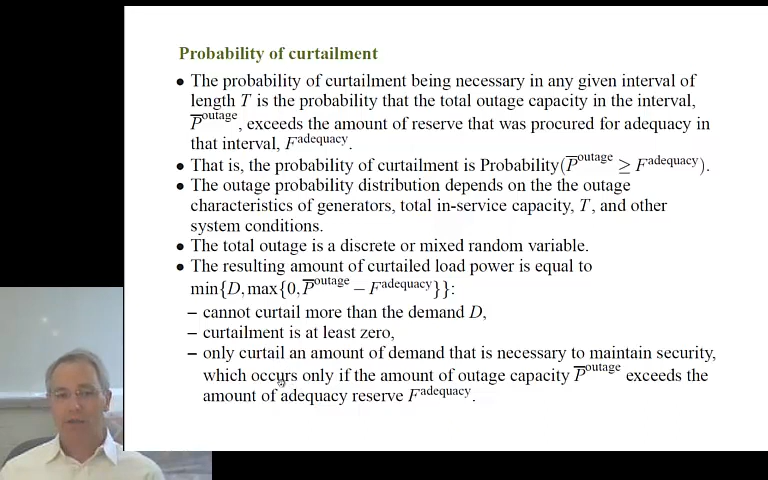 Probability of curtailment
• The probability of curtailment being necessary in any given interval of
length T is the probability that the total outage capacity in the interval,
P̅^outage, exceeds the amount of reserve that was procured for adequacy in
that interval, F^adequacy.
• That is, the probability of curtailment is Probability(P̅^outage ≥ F^adequacy).
• The outage probability distribution depends on the the outage
characteristics of generators, total in-service capacity, T, and other
system conditions.
• The total outage is a discrete or mixed random variable.
• The resulting amount of curtailed load power is equal to
min{D, max{0, P̅^outage − F^adequacy}}:
– cannot curtail more than the demand D,
– curtailment is at least zero,
– only curtail an amount of demand that is necessary to maintain security,
which occurs only if the amount of outage capacity P̅^outage exceeds the
amount of adequacy reserve F^adequacy.